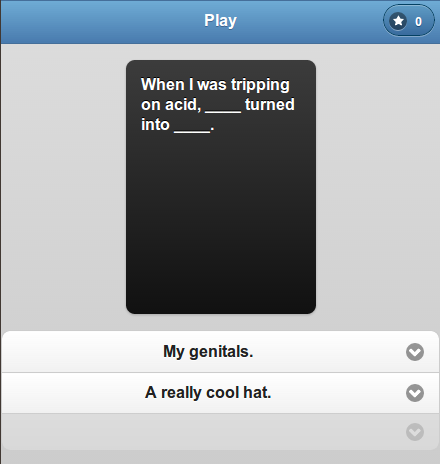 Play
0
When I was tripping
on acid, ____ turned
into ____.
My genitals.
A really cool hat.